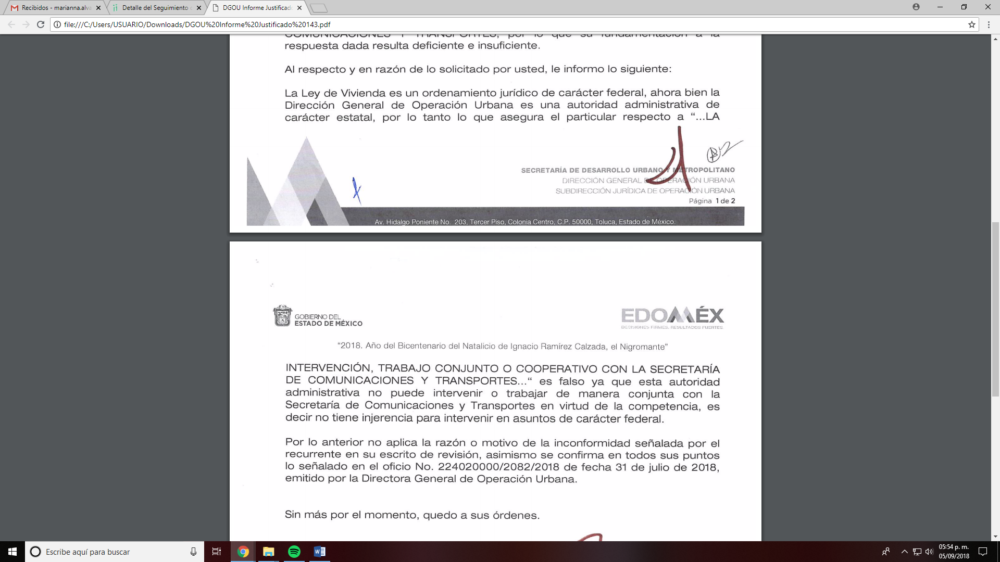 Recibidos - marianna.alva
Detalle del Seguimiento d
DGOU Informe Justificado
file:///C:/Users/USUARIO/Downloads/DGOU%20Informe%20Justificado%20143.pdf
COMUNICACIONES Y TRANSPORTES, por lo que su fundamentación a la
respuesta dada resulta deficiente e insuficiente.
Al respecto y en razón de lo solicitado por usted, le informo lo siguiente:
La Ley de Vivienda es un ordenamiento jurídico de carácter federal, ahora bien la
Dirección General de Operación Urbana es una autoridad administrativa de
carácter estatal, por lo tanto lo que asegura el particular respecto a “...LA
SECRETARÍA DE DESARROLLO URBANO Y METROPOLITANO
DIRECCIÓN GENERAL DE OPERACIÓN URBANA
SUBDIRECCIÓN JURÍDICA DE OPERACIÓN URBANA
Página 1 de 2
Av. Hidalgo Poniente No. 203, Tercer Piso, Colonia Centro, C.P. 50000, Toluca, Estado de México.
GOBIERNO DEL
ESTADO DE MÉXICO
EDOMÉX
DECISIONES FIRMES, RESULTADOS FUERTES.
“2018. Año del Bicentenario del Natalicio de Ignacio Ramírez Calzada, el Nigromante”
INTERVENCIÓN, TRABAJO CONJUNTO O COOPERATIVO CON LA SECRETARÍA
DE COMUNICACIONES Y TRANSPORTES...“ es falso ya que esta autoridad
administrativa no puede intervenir o trabajar de manera conjunta con la
Secretaría de Comunicaciones y Transportes en virtud de la competencia, es
decir no tiene injerencia para intervenir en asuntos de carácter federal.
Por lo anterior no aplica la razón o motivo de la inconformidad señalada por el
recurrente en su escrito de revisión, asimismo se confirma en todos sus puntos
lo señalado en el oficio No. 224020000/2082/2018 de fecha 31 de julio de 2018,
emitido por la Directora General de Operación Urbana.
Sin más por el momento, quedo a sus órdenes.
Escribe aquí para buscar
05:54 p. m.
05/09/2018